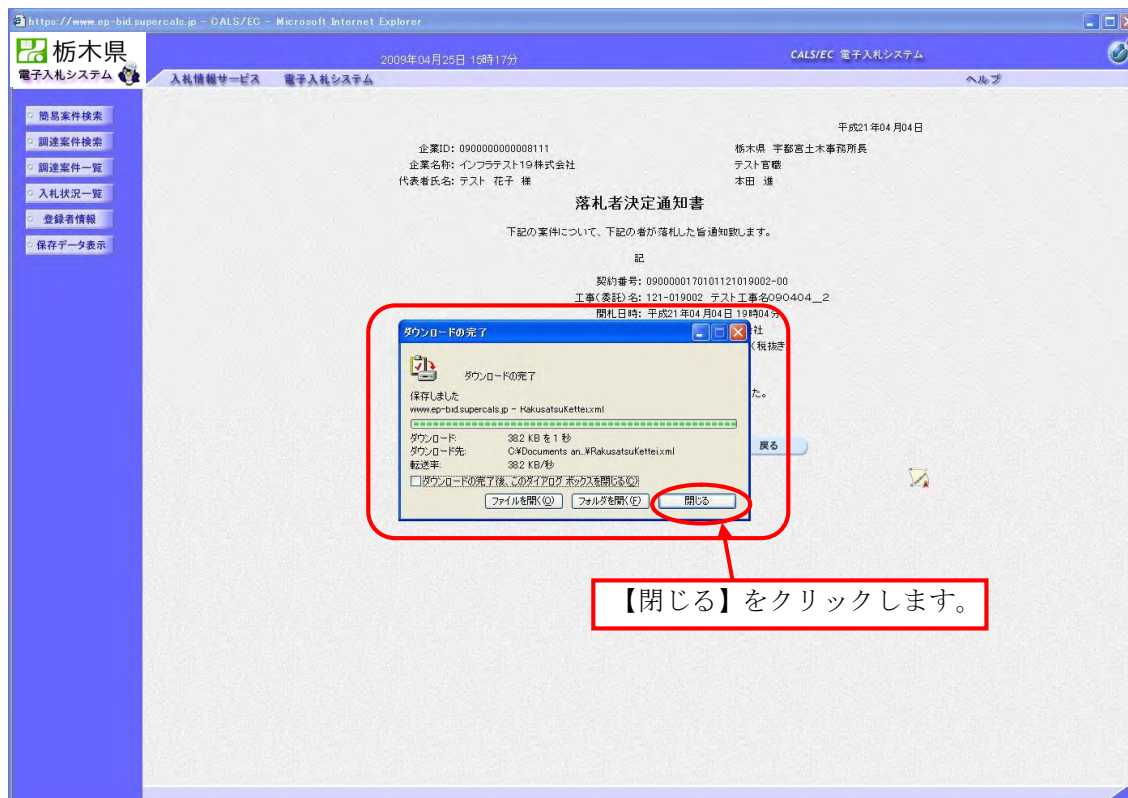 https://www.ep-bid.supercals.jp - CALS/EC - Microsoft Internet Explorer
栃木県
電子入札システム
2009年04月25日 16時17分
CALS/EC 電子入札システム
入札情報サービス 電子入札システム ヘルプ
簡易案件検索
調達案件検索
調達案件一覧
入札状況一覧
登録者情報
保存データ表示
平成21年04月04日
企業ID: 0900000000008111
企業名称: インフラテスト19株式会社
代表者氏名: テスト 花子 様
栃木県 宇都宮土木事務所長
テスト官職
本田 進
落札者決定通知書
下記の案件について、下記の者が落札した旨通知致します。
記
契約番号: 0900000170101121019002-00
工事(委託)名: 121-019002 テスト工事名090404__2
開札日時: 平成21年04月04日 19時04分
社
(税抜き
た。
戻る
ダウンロードの完了
ダウンロードの完了
保存しました
www.ep-bid.supercals.jp - RakusatsuKettei.xml
ダウンロード: 38.2 KB を 1 秒
ダウンロード先: C:¥Documents an...¥RakusatsuKettei.xml
転送率: 38.2 KB/秒
ダウンロードの完了後、このダイアログ ボックスを閉じる(C)
ファイルを開く(O) フォルダを開く(F) 閉じる
【閉じる】をクリックします。